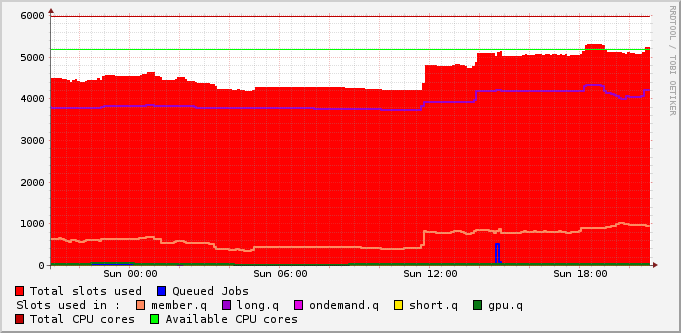 RRDTOOL / TOBI OETIKER
6000
5000
4000
3000
2000
1000
0
Sun 00:00 Sun 06:00 Sun 12:00 Sun 18:00
Total slots used Queued Jobs
Slots used in : member.q long.q ondemand.q short.q gpu.q
Total CPU cores Available CPU cores